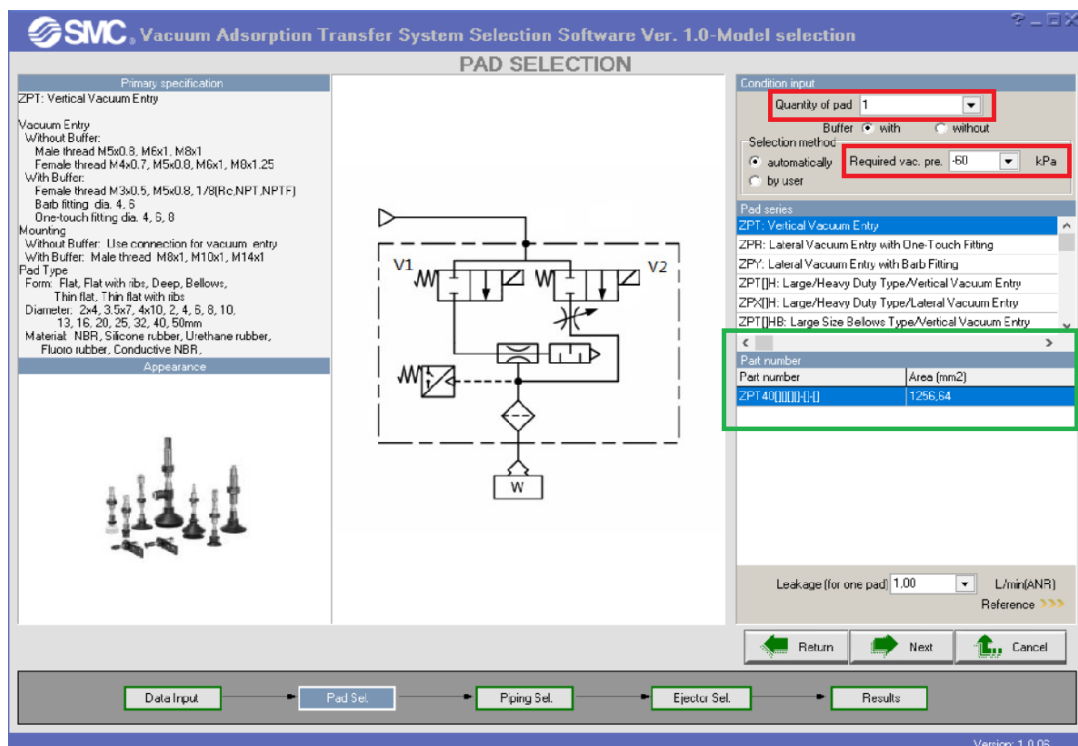 SMC. Vacuum Adsorption Transfer System Selection Software Ver. 1.0-Model selection
PAD SELECTION
Primary specification
ZPT: Vertical Vacuum Entry
Vacuum Entry
Without Buffer:
Male thread M5x0.8, M6x1, M8x1
Female thread M4x0.7, M5x0.8, M6x1, M8x1.25
With Buffer:
Female thread M3x0.5, M5x0.8, 1/8(Rc,NPT,NPTF)
Barb fitting dia. 4, 6
One-touch fitting dia. 4, 6, 8
Mounting
Without Buffer: Use connection for vacuum entry
With Buffer: Male thread M8x1, M10x1, M14x1
Pad Type
Form: Flat, Flat with ribs, Deep, Bellows,
Thin flat, Thin flat with ribs
Diameter: 2x4, 3.5x7, 4x10, 2, 4, 6, 8, 10,
13, 16, 20, 25, 32, 40, 50mm
Material: NBR, Silicone rubber, Urethane rubber,
Fluoro rubber, Conductive NBR,
Appearance
V1
V2
W
Condition input
Quantity of pad 1
Buffer with without
Selection method
automatically Required vac. pre. -60 kPa
by user
Pad series
ZPT: Vertical Vacuum Entry
ZPR: Lateral Vacuum Entry with One-Touch Fitting
ZPY: Lateral Vacuum Entry with Barb Fitting
ZPT[]H: Large/Heavy Duty Type/Vertical Vacuum Entry
ZPX[]H: Large/Heavy Duty Type/Lateral Vacuum Entry
ZPT[]HB: Large Size Bellows Type/Vertical Vacuum Entry
Part number
Part number Area (mm2)
ZPT40[][][][]-[]-[] 1256,64
Leakage (for one pad) 1,00 L/min(ANR)
Reference >>>
Return Next Cancel
Data Input Pad Sel. Piping Sel. Ejector Sel. Results
Version: 1.0.06